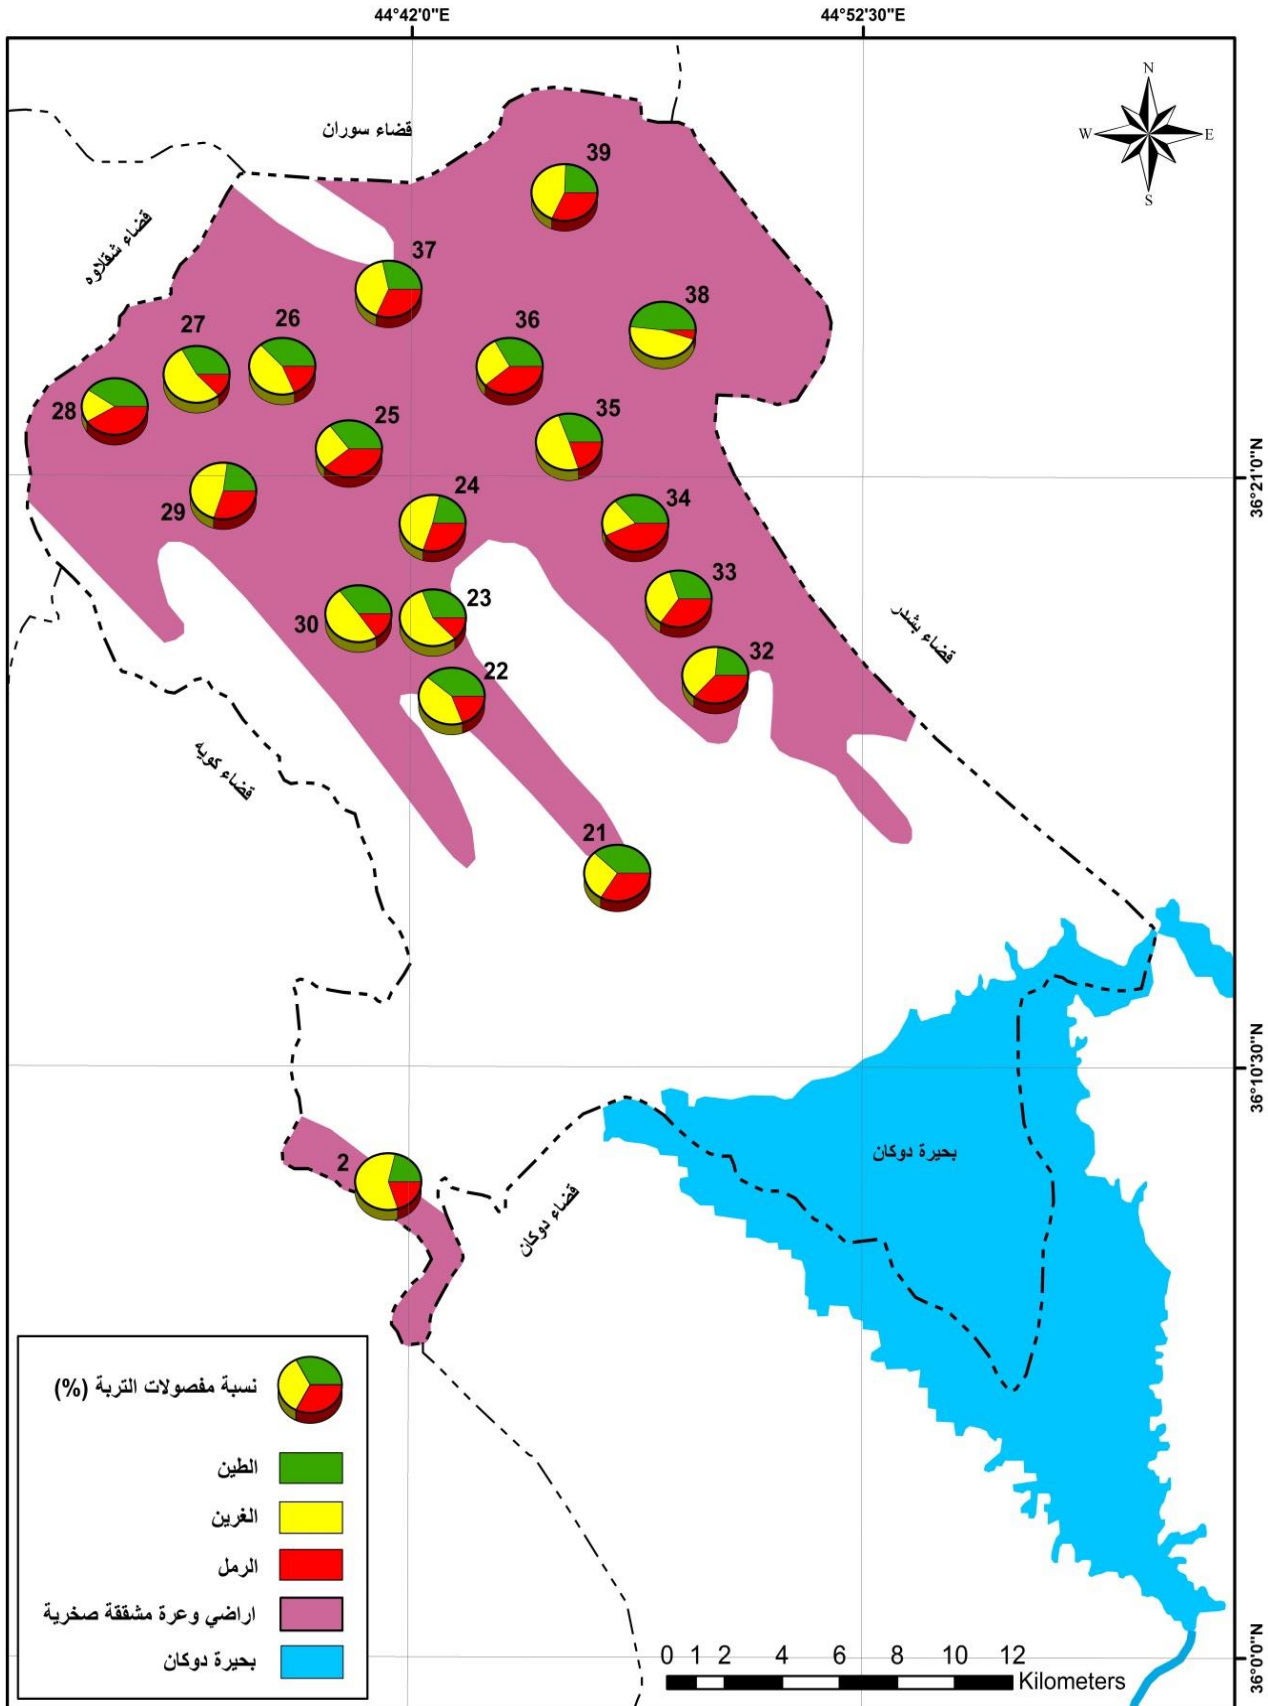 44°42'0"E
44°52'30"E
N
W
E
S
قضاء سوران
39
قضاء شقلاوه
37
38
27
26
36
28
25
35
36°21'0"N
29
24
34
33
30
23
قضاء بشدر
32
22
قضاء كويه
21
36°10'30"N
2
بحيرة دوكان
قضاء دوكان
نسبة مفصولات التربة (%)
الطين
الغرين
الرمل
اراضي وعرة مشققة صخرية
بحيرة دوكان
36°0'0"N
0 1 2 4 6 8 10 12
Kilometers